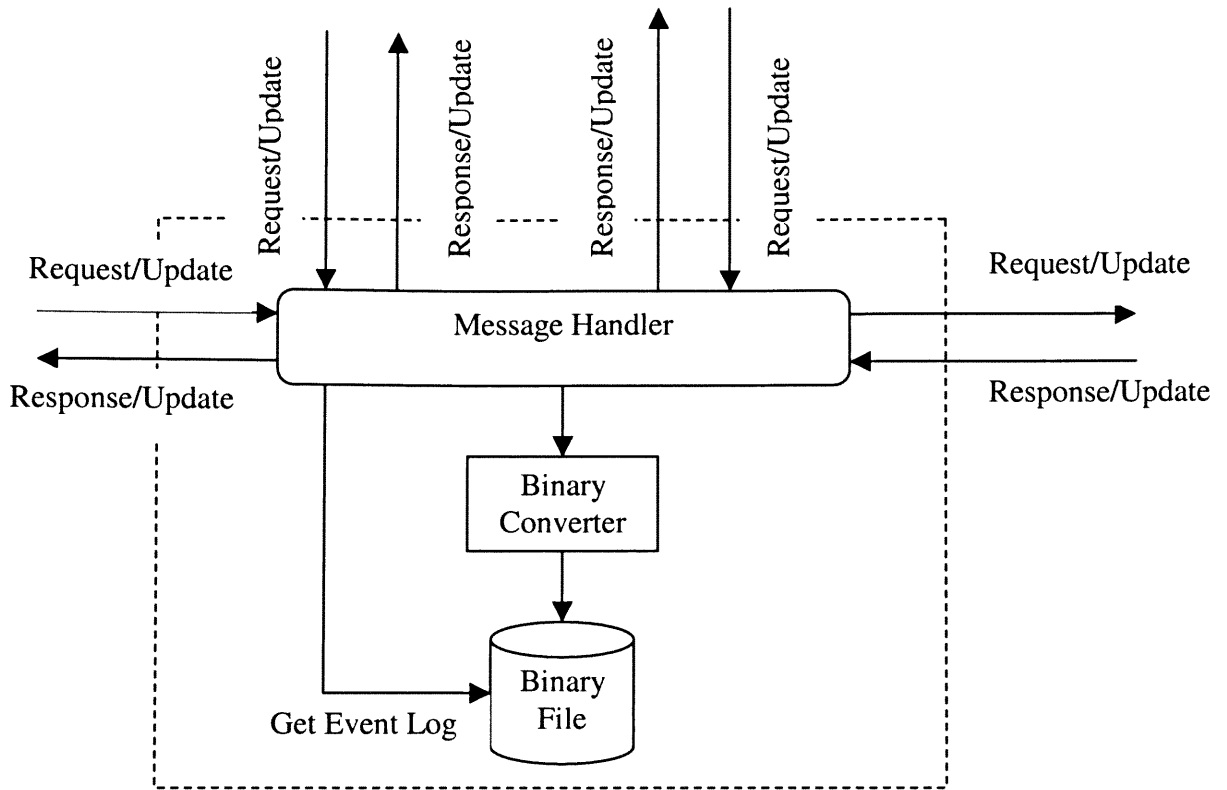 Request/Update
Response/Update
Response/Update
Request/Update
Request/Update
Request/Update
Message Handler
Response/Update
Response/Update
Binary
Converter
Binary
File
Get Event Log